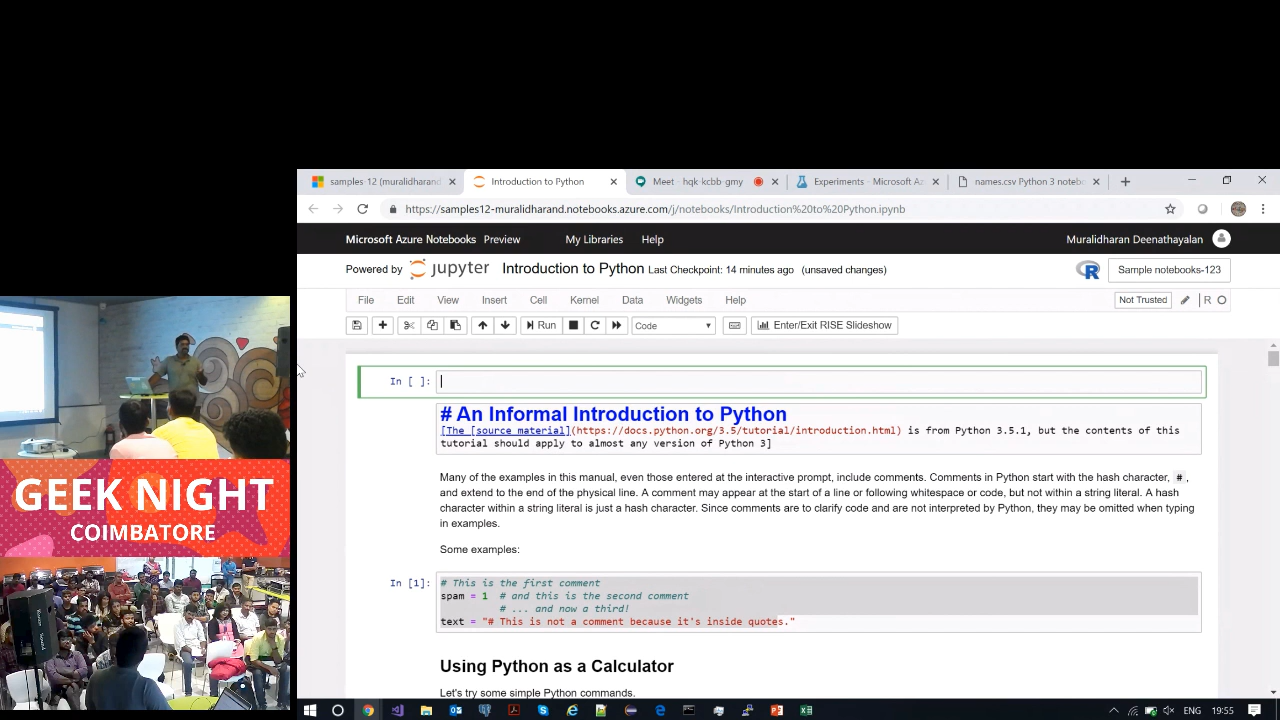 samples-12 (muralidharand
Introduction to Python
Meet - hqk-kcbb-gmy
Experiments - Microsoft Az
names.csv Python 3 noteb
https://samples12-muralidharand.notebooks.azure.com/j/notebooks/Introduction%20to%20Python.ipynb
Microsoft Azure Notebooks Preview My Libraries Help Muralidharan Deenathayalan
Powered by jupyter Introduction to Python Last Checkpoint: 14 minutes ago (unsaved changes) R Sample notebooks-123
File Edit View Insert Cell Kernel Data Widgets Help Not Trusted R
Run Code Enter/Exit RISE Slideshow
In [ ]:
# An Informal Introduction to Python
[The [source material](https://docs.python.org/3.5/tutorial/introduction.html) is from Python 3.5.1, but the contents of this
tutorial should apply to almost any version of Python 3]
Many of the examples in this manual, even those entered at the interactive prompt, include comments. Comments in Python start with the hash character, # ,
and extend to the end of the physical line. A comment may appear at the start of a line or following whitespace or code, but not within a string literal. A hash
character within a string literal is just a hash character. Since comments are to clarify code and are not interpreted by Python, they may be omitted when typing
in examples.
Some examples:
In [1]: # This is the first comment
spam = 1 # and this is the second comment
# ... and now a third!
text = "# This is not a comment because it's inside quotes."
Using Python as a Calculator
Let's try some simple Python commands.
ENG 19:55
GEEK NIGHT
COIMBATORE